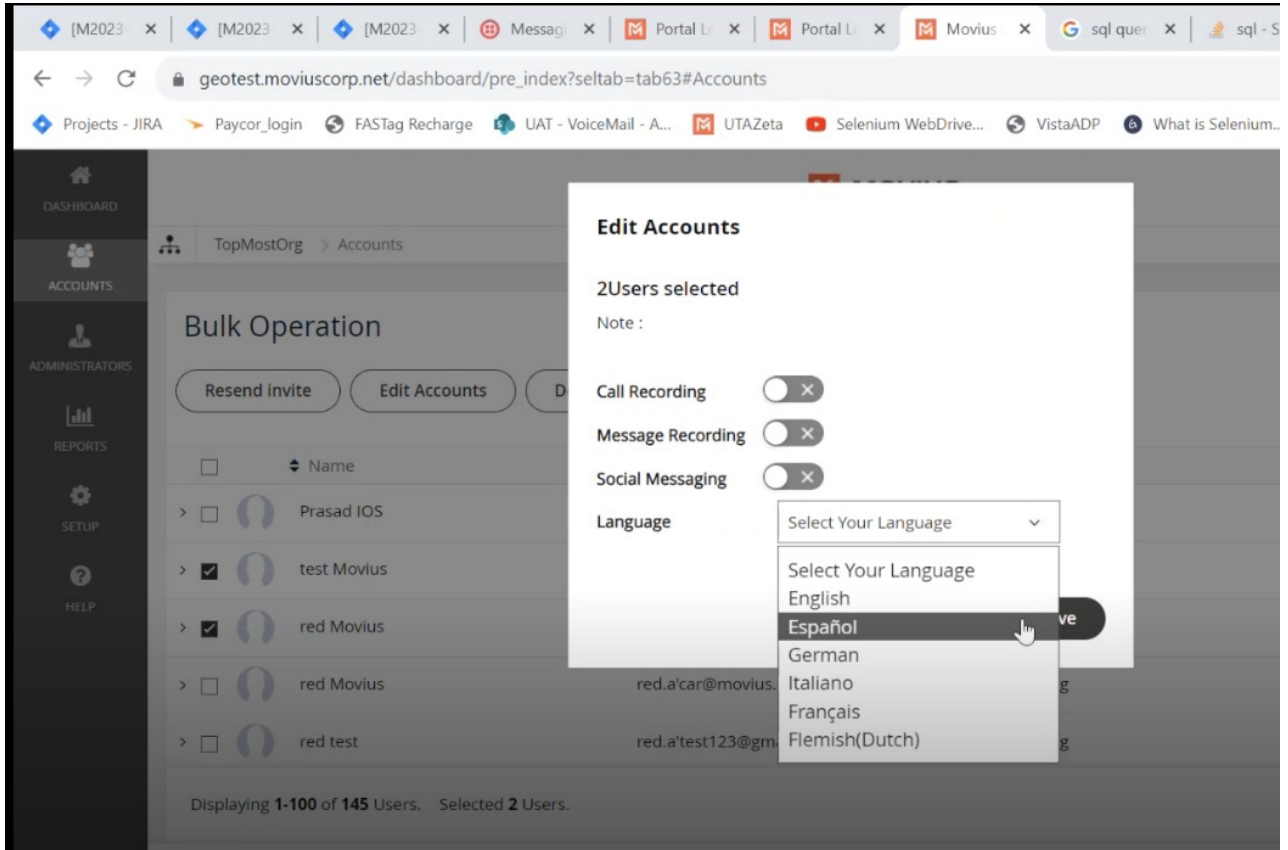 [M2023- [M2023- [M2023 Messagi Portal Lo Portal Lo Movius sql quer sql - S
geotest.moviuscorp.net/dashboard/pre_index?seltab=tab63#Accounts
Projects - JIRA Paycor_login FASTag Recharge UAT - VoiceMail - A... UTAZeta Selenium WebDrive... VistaADP What is Selenium...
DASHBOARD
ACCOUNTS
ADMINISTRATORS
REPORTS
SETUP
HELP
TopMostOrg > Accounts
Bulk Operation
Resend invite Edit Accounts D
Name
Prasad IOS
test Movius
red Movius
red Movius red.a'car@movius. g
red test red.a'test123@gma g
Displaying 1-100 of 145 Users. Selected 2 Users.
Edit Accounts
2Users selected
Note :
Call Recording
Message Recording
Social Messaging
Language Select Your Language
Select Your Language
English
Español
German
Italiano
Français
Flemish(Dutch)
ve